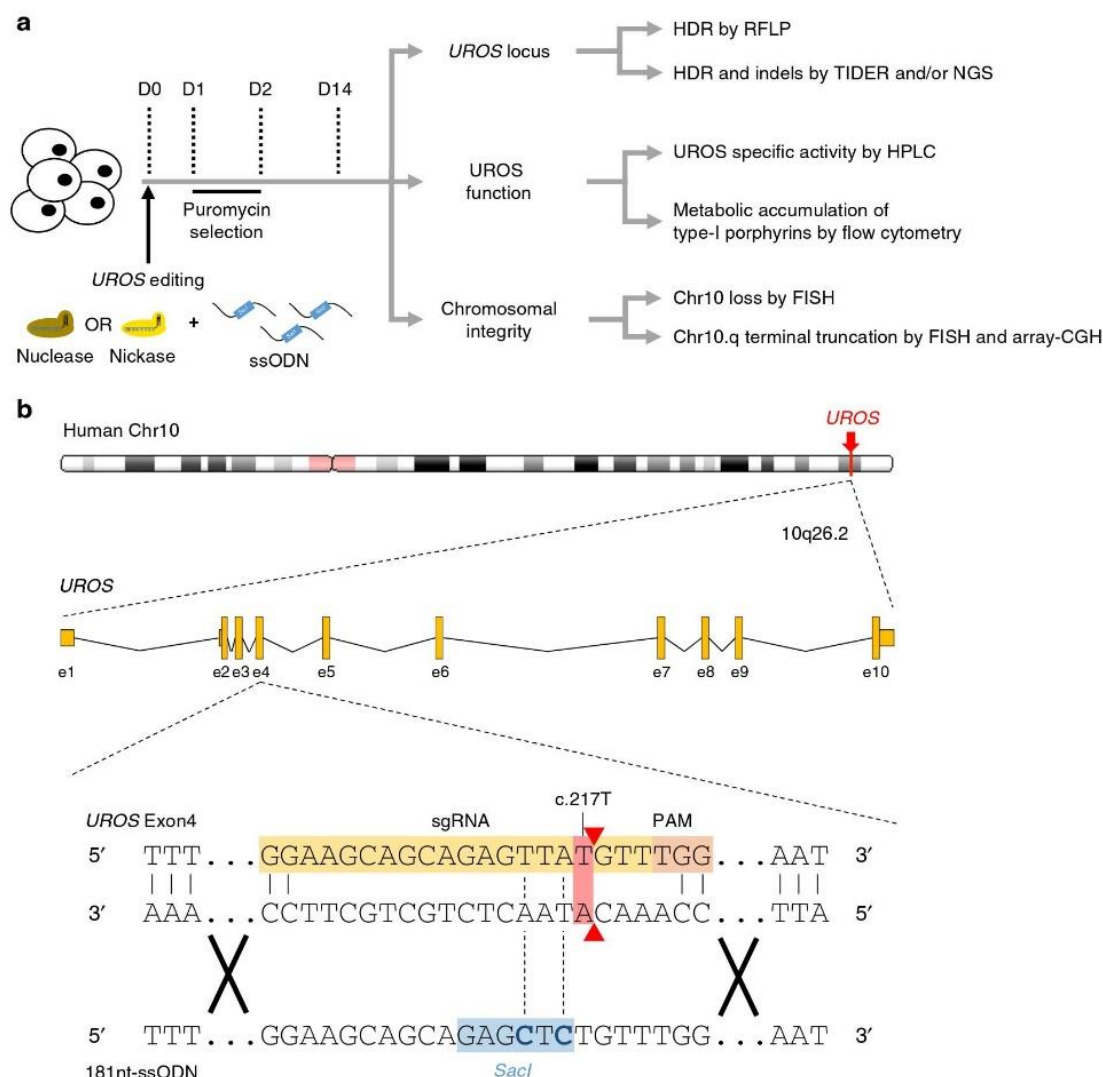 a
D0 D1 D2 D14
Puromycin
selection
UROS editing
Nuclease OR Nickase + ssODN
UROS locus
HDR by RFLP
HDR and indels by TIDER and/or NGS
UROS
function
UROS specific activity by HPLC
Metabolic accumulation of
type-I porphyrins by flow cytometry
Chromosomal
integrity
Chr10 loss by FISH
Chr10.q terminal truncation by FISH and array-CGH
b
UROS
Human Chr10
10q26.2
UROS
e1 e2 e3 e4 e5 e6 e7 e8 e9 e10
c.217T
UROS Exon4 sgRNA PAM
5′ TTT...GGAAGCAGCAGAGTTATGTTTGG...AAT 3′
3′ AAA...CCTTCGTCGTCTCAATACAAACC...TTA 5′
5′ TTT...GGAAGCAGCAGAGCTCTGTTTGG...AAT 3′
181nt-ssODN SacI